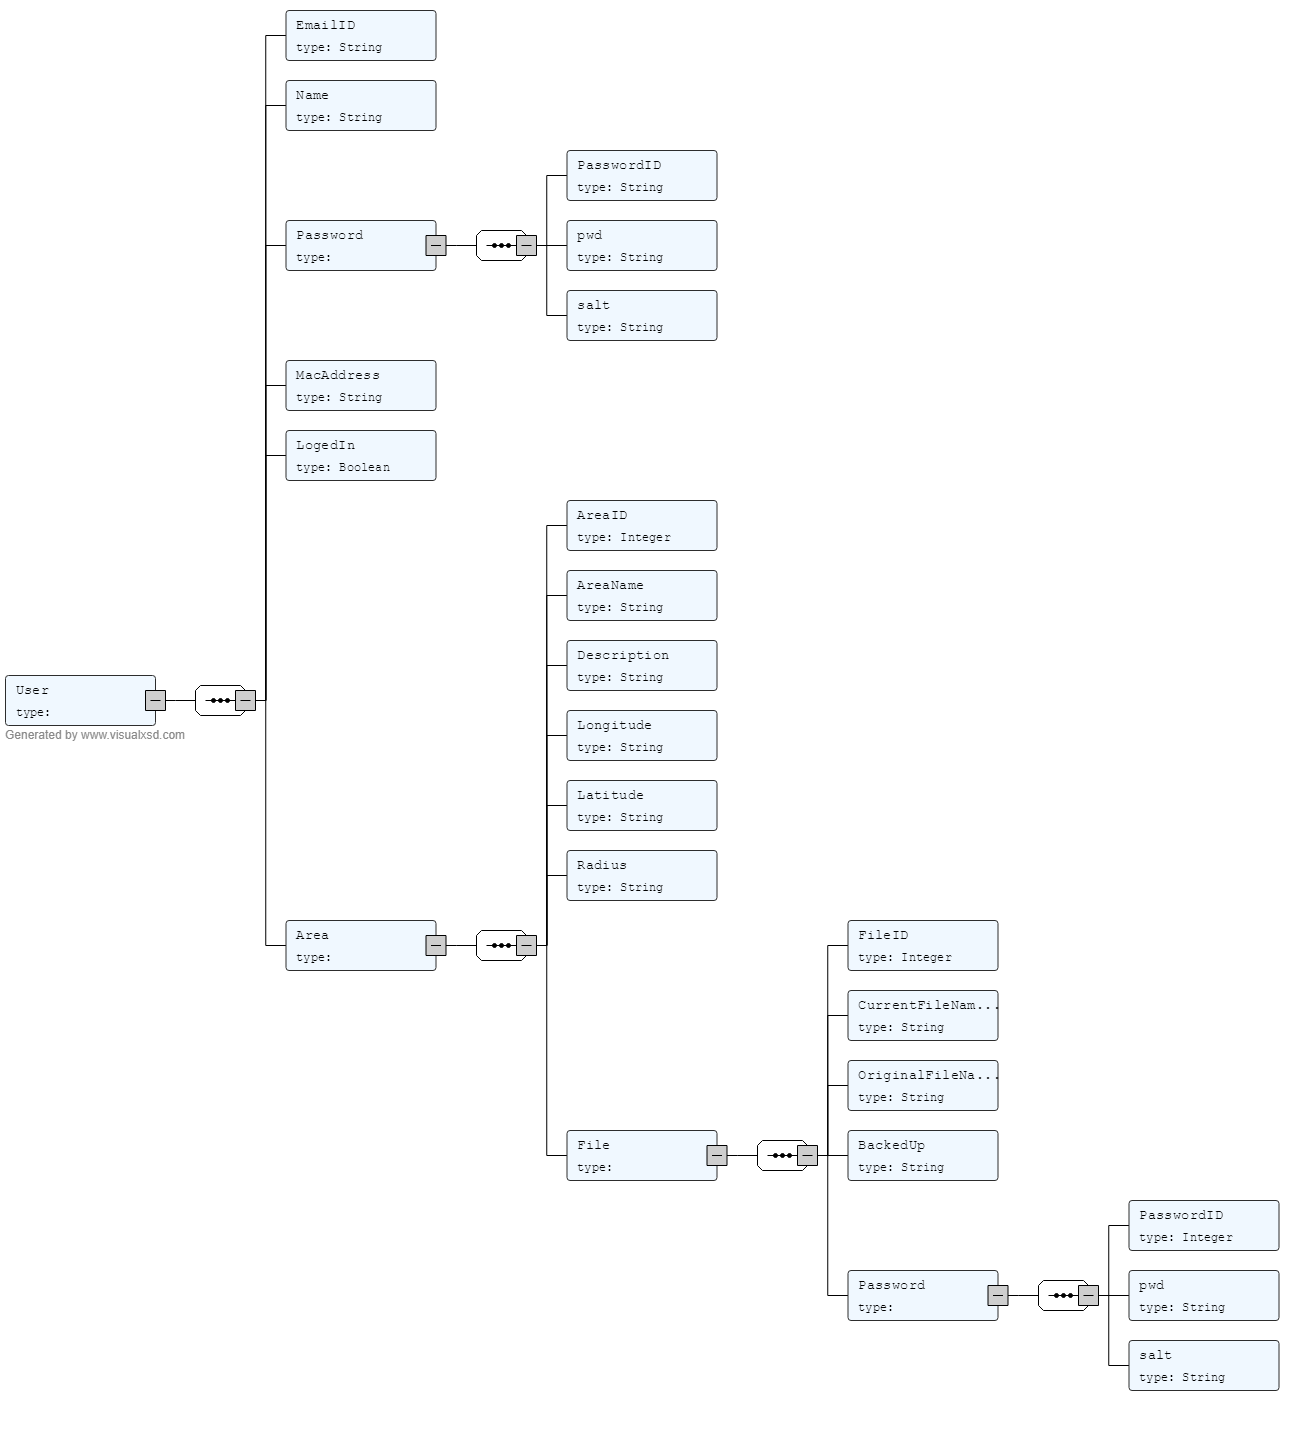 EmailID
type: String
Name
type: String
PasswordID
type: String
Password
type:
pwd
type: String
salt
type: String
MacAddress
type: String
LogedIn
type: Boolean
AreaID
type: Integer
AreaName
type: String
Description
type: String
User
type:
Generated by www.visualxsd.com
Longitude
type: String
Latitude
type: String
Radius
type: String
Area
type:
FileID
type: Integer
CurrentFileNam...
type: String
OriginalFileNa...
type: String
File
type:
BackedUp
type: String
PasswordID
type: Integer
Password
type:
pwd
type: String
salt
type: String